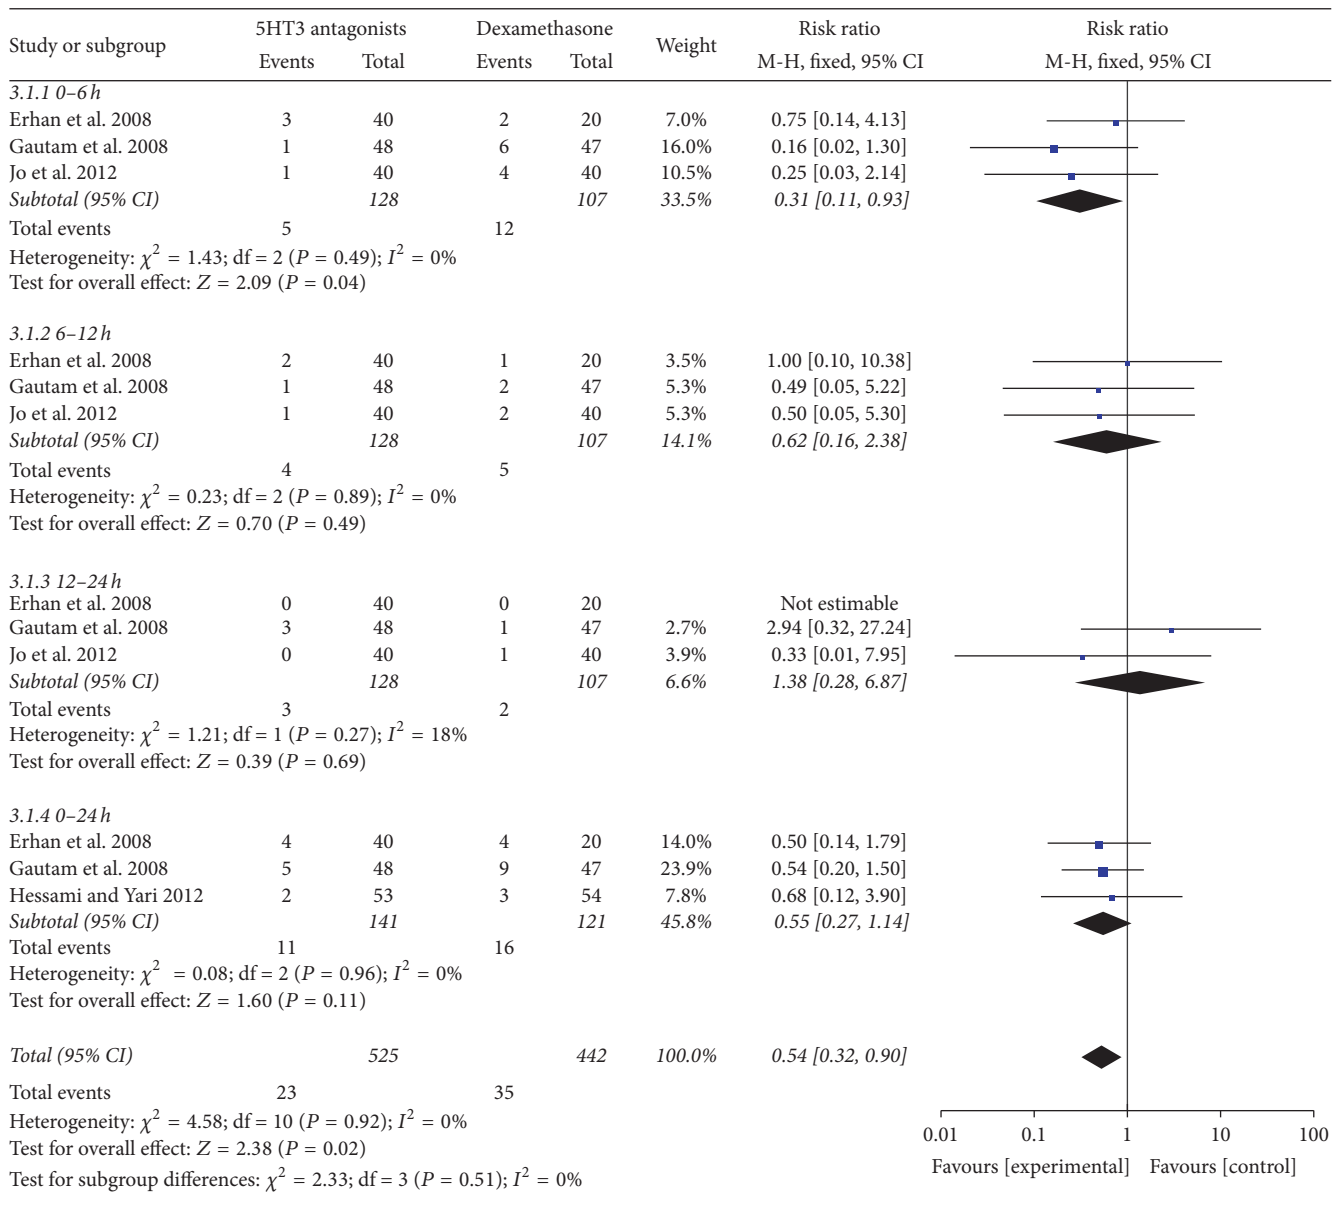 Study or subgroup 5HT3 antagonists Dexamethasone Weight Risk ratio Risk ratio
Events Total Events Total M-H, fixed, 95% CI M-H, fixed, 95% CI
3.1.1 0–6 h
Erhan et al. 2008 3 40 2 20 7.0% 0.75 [0.14, 4.13]
Gautam et al. 2008 1 48 6 47 16.0% 0.16 [0.02, 1.30]
Jo et al. 2012 1 40 4 40 10.5% 0.25 [0.03, 2.14]
Subtotal (95% CI) 128 107 33.5% 0.31 [0.11, 0.93]
Total events 5 12
Heterogeneity: χ² = 1.43; df = 2 (P = 0.49); I² = 0%
Test for overall effect: Z = 2.09 (P = 0.04)
3.1.2 6–12 h
Erhan et al. 2008 2 40 1 20 3.5% 1.00 [0.10, 10.38]
Gautam et al. 2008 1 48 2 47 5.3% 0.49 [0.05, 5.22]
Jo et al. 2012 1 40 2 40 5.3% 0.50 [0.05, 5.30]
Subtotal (95% CI) 128 107 14.1% 0.62 [0.16, 2.38]
Total events 4 5
Heterogeneity: χ² = 0.23; df = 2 (P = 0.89); I² = 0%
Test for overall effect: Z = 0.70 (P = 0.49)
3.1.3 12–24 h
Erhan et al. 2008 0 40 0 20 Not estimable
Gautam et al. 2008 3 48 1 47 2.7% 2.94 [0.32, 27.24]
Jo et al. 2012 0 40 1 40 3.9% 0.33 [0.01, 7.95]
Subtotal (95% CI) 128 107 6.6% 1.38 [0.28, 6.87]
Total events 3 2
Heterogeneity: χ² = 1.21; df = 1 (P = 0.27); I² = 18%
Test for overall effect: Z = 0.39 (P = 0.69)
3.1.4 0–24 h
Erhan et al. 2008 4 40 4 20 14.0% 0.50 [0.14, 1.79]
Gautam et al. 2008 5 48 9 47 23.9% 0.54 [0.20, 1.50]
Hessami and Yari 2012 2 53 3 54 7.8% 0.68 [0.12, 3.90]
Subtotal (95% CI) 141 121 45.8% 0.55 [0.27, 1.14]
Total events 11 16
Heterogeneity: χ² = 0.08; df = 2 (P = 0.96); I² = 0%
Test for overall effect: Z = 1.60 (P = 0.11)
Total (95% CI) 525 442 100.0% 0.54 [0.32, 0.90]
Total events 23 35
Heterogeneity: χ² = 4.58; df = 10 (P = 0.92); I² = 0%
Test for overall effect: Z = 2.38 (P = 0.02)
Test for subgroup differences: χ² = 2.33; df = 3 (P = 0.51); I² = 0%
0.01 0.1 1 10 100
Favours [experimental] Favours [control]